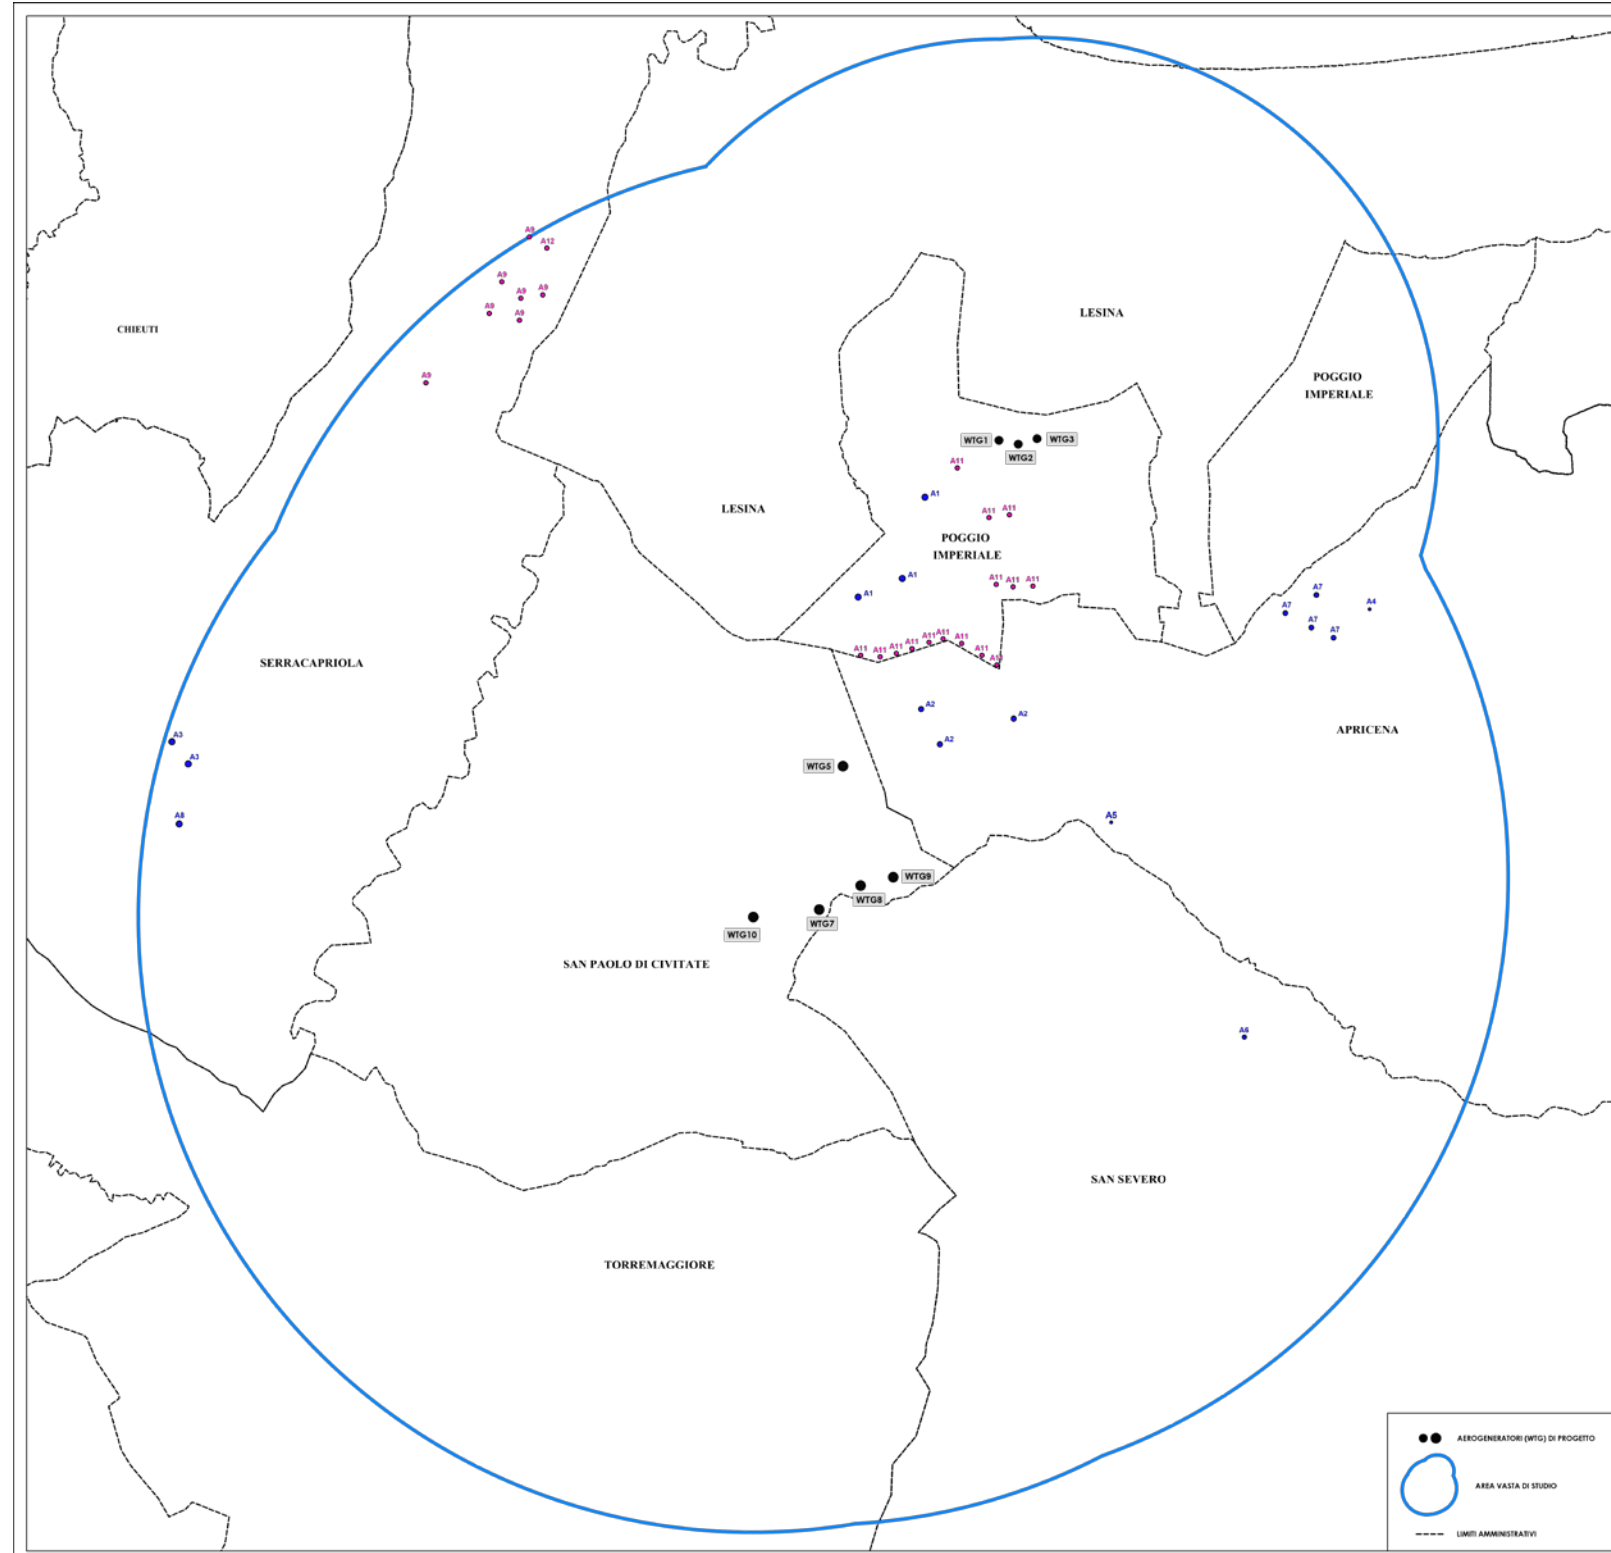 A9
A12
A9
A9
A9
A9
A9
CHIEUTI
LESINA
POGGIO
IMPERIALE
A9
WTG1
WTG3
WTG2
A11
A1
LESINA
A11
A11
POGGIO
IMPERIALE
A1
A11
A11
A11
A1
A7
A4
A7
A7
A7
A11
A11
A11
A11
A11
A11
A11
A11
A11
SERRACAPRIOLA
A2
A2
A2
APRICENA
A3
A3
WTG5
A8
A5
WTG9
WTG8
WTG7
WTG10
SAN PAOLO DI CIVITATE
A6
SAN SEVERO
TORREMAGGIORE
AEROGENERATORI (WTG) DI PROGETTO
AREA VASTA DI STUDIO
LIMITI AMMINISTRATIVI